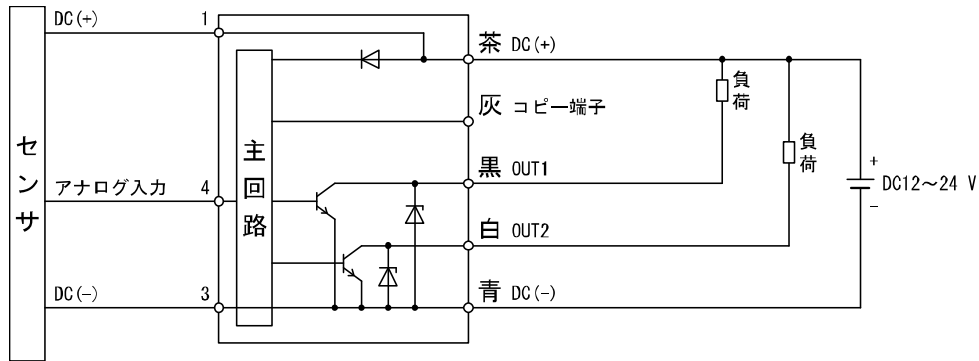 DC(+)
1
茶 DC(+)
負荷
灰 コピー端子
負荷
センサ
主回路
黒 OUT1
アナログ入力
4
+
DC12～24 V
−
白 OUT2
DC(−)
3
青 DC(−)